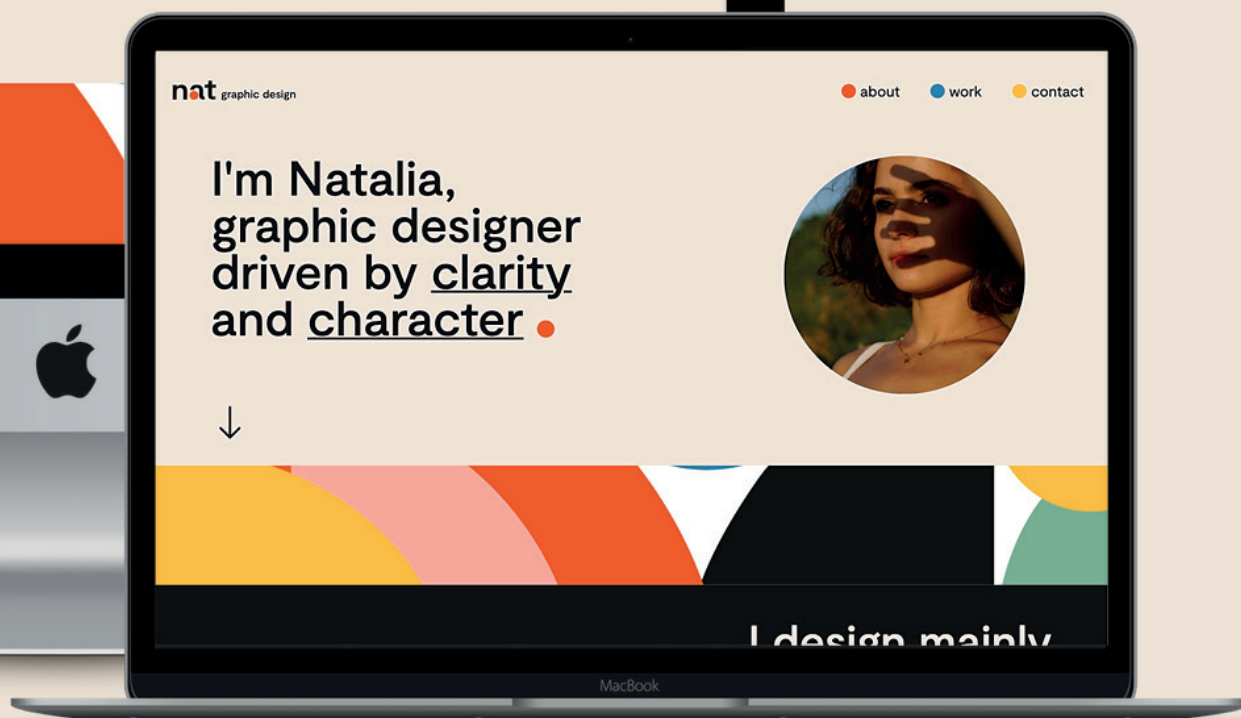 nat graphic design
about work contact
I'm Natalia,
graphic designer
driven by clarity
and character
I design mainly
MacBook